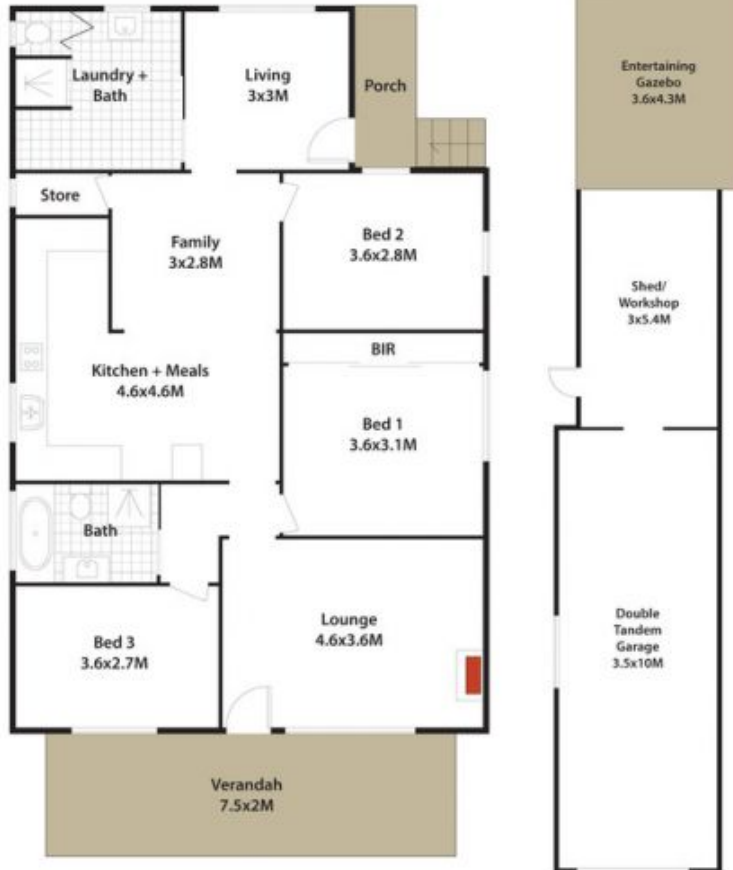 Laundry +
Bath
Living
3x3M
Porch
Store
Family
3x2.8M
Bed 2
3.6x2.8M
BIR
Kitchen + Meals
4.6x4.6M
Bed 1
3.6x3.1M
Bath
Bed 3
3.6x2.7M
Lounge
4.6x3.6M
Verandah
7.5x2M
Entertaining
Gazebo
3.6x4.3M
Shed/
Workshop
3x5.4M
Double
Tandem
Garage
3.5x10M